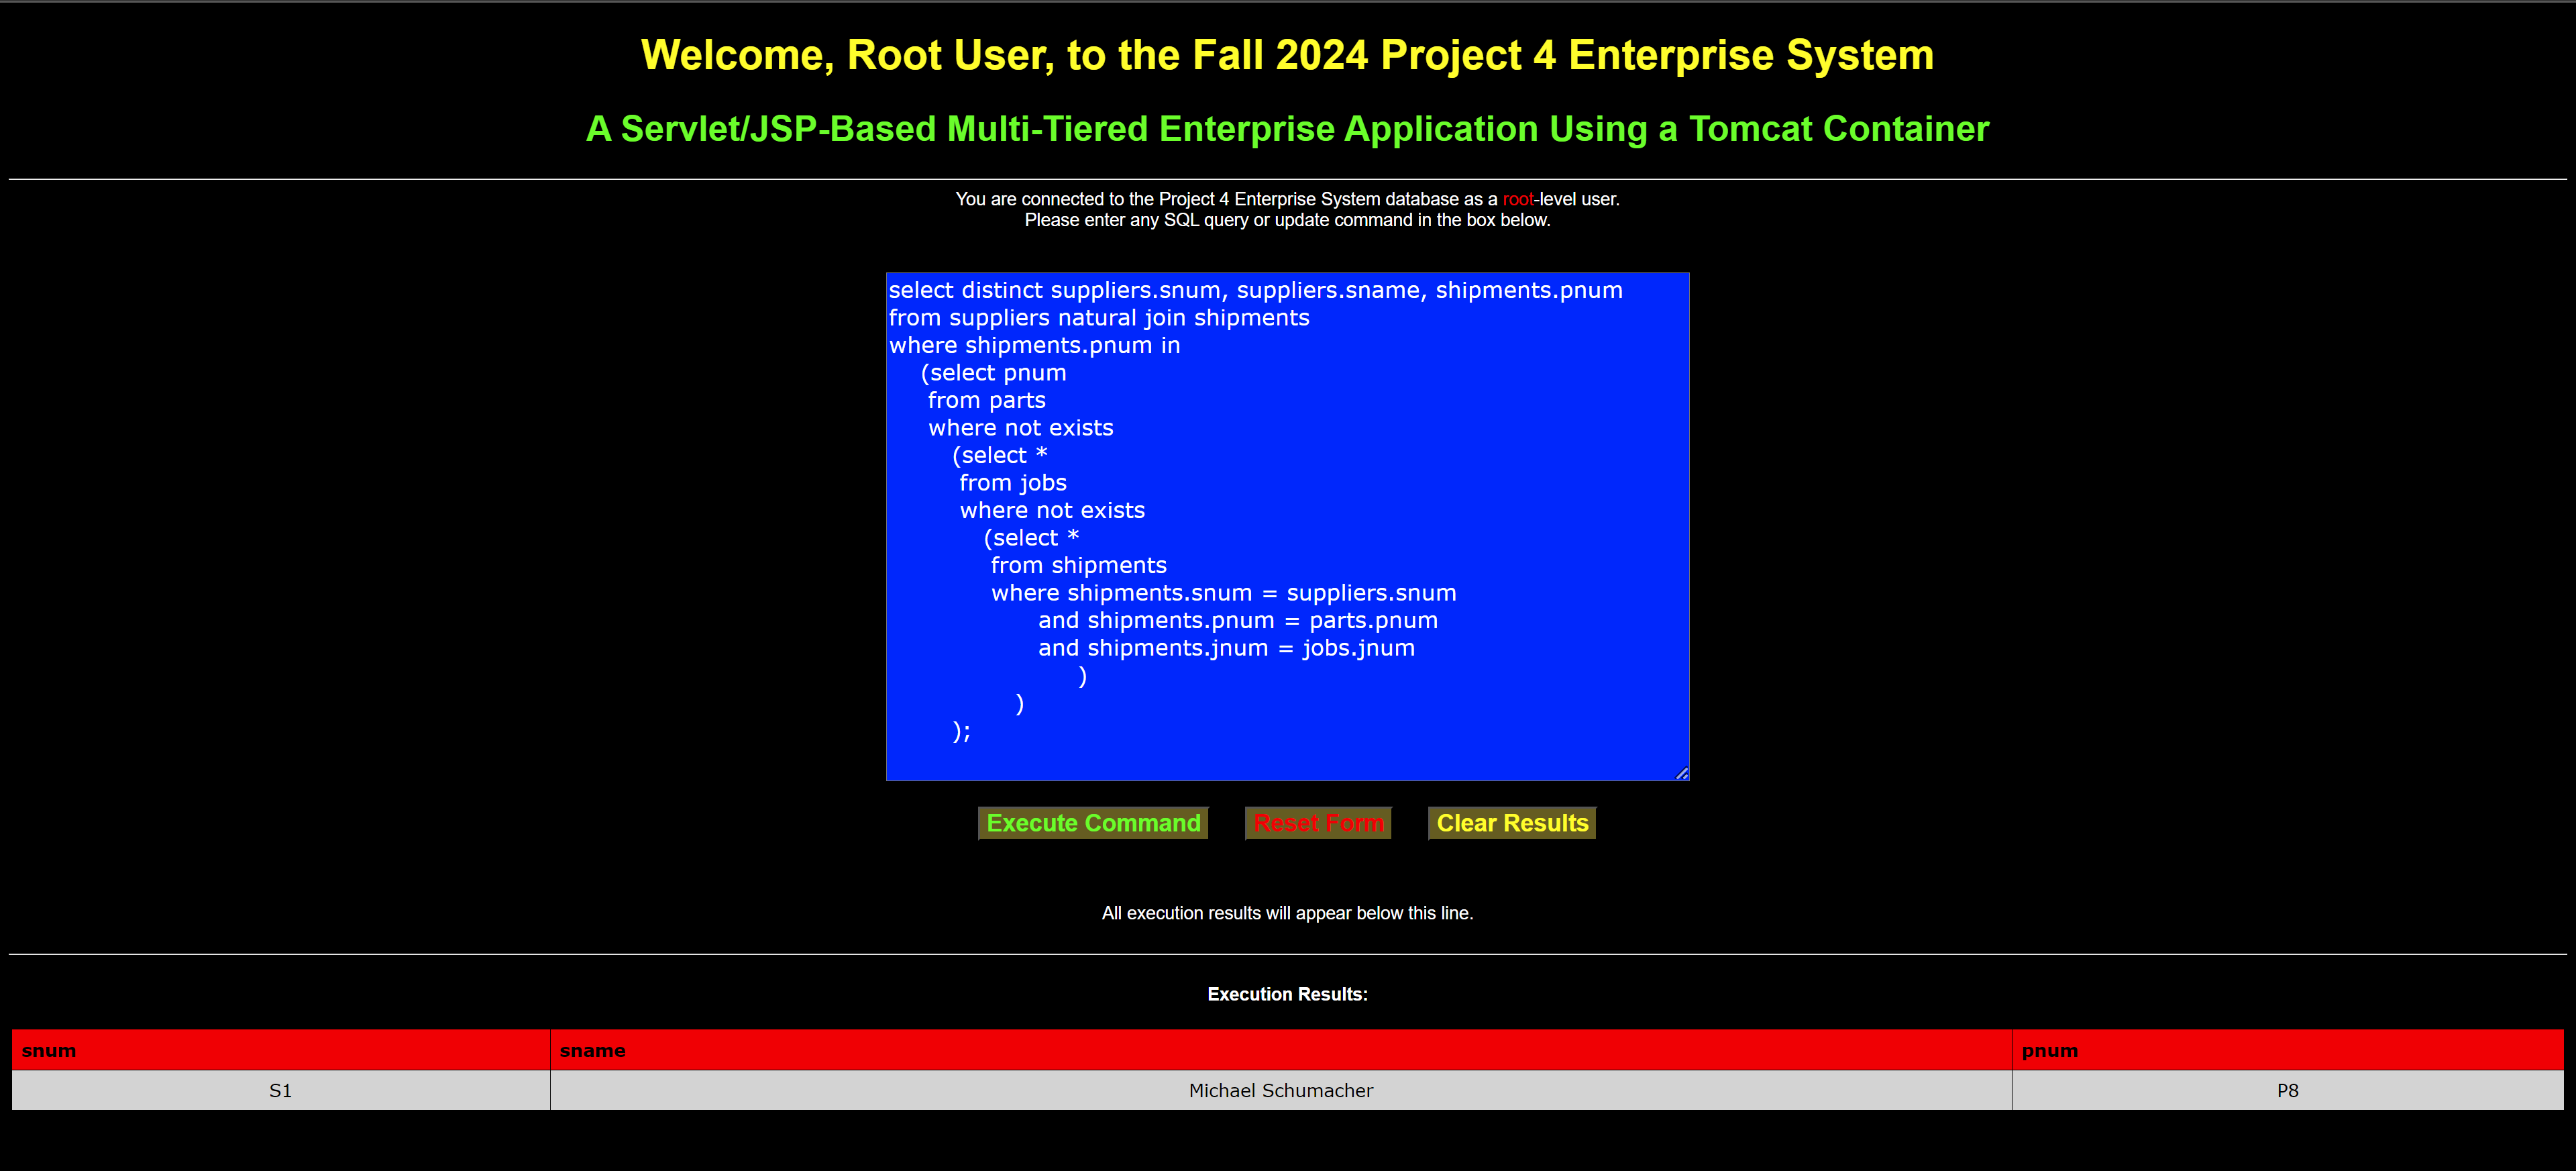 Welcome, Root User, to the Fall 2024 Project 4 Enterprise System
A Servlet/JSP-Based Multi-Tiered Enterprise Application Using a Tomcat Container
You are connected to the Project 4 Enterprise System database as a root-level user.
Please enter any SQL query or update command in the box below.
select distinct suppliers.snum, suppliers.sname, shipments.pnum
from suppliers natural join shipments
where shipments.pnum in
(select pnum
from parts
where not exists
(select *
from jobs
where not exists
(select *
from shipments
where shipments.snum = suppliers.snum
and shipments.pnum = parts.pnum
and shipments.jnum = jobs.jnum
)
)
);
Execute Command Reset Form Clear Results
All execution results will appear below this line.
Execution Results:
snum sname pnum
S1 Michael Schumacher P8